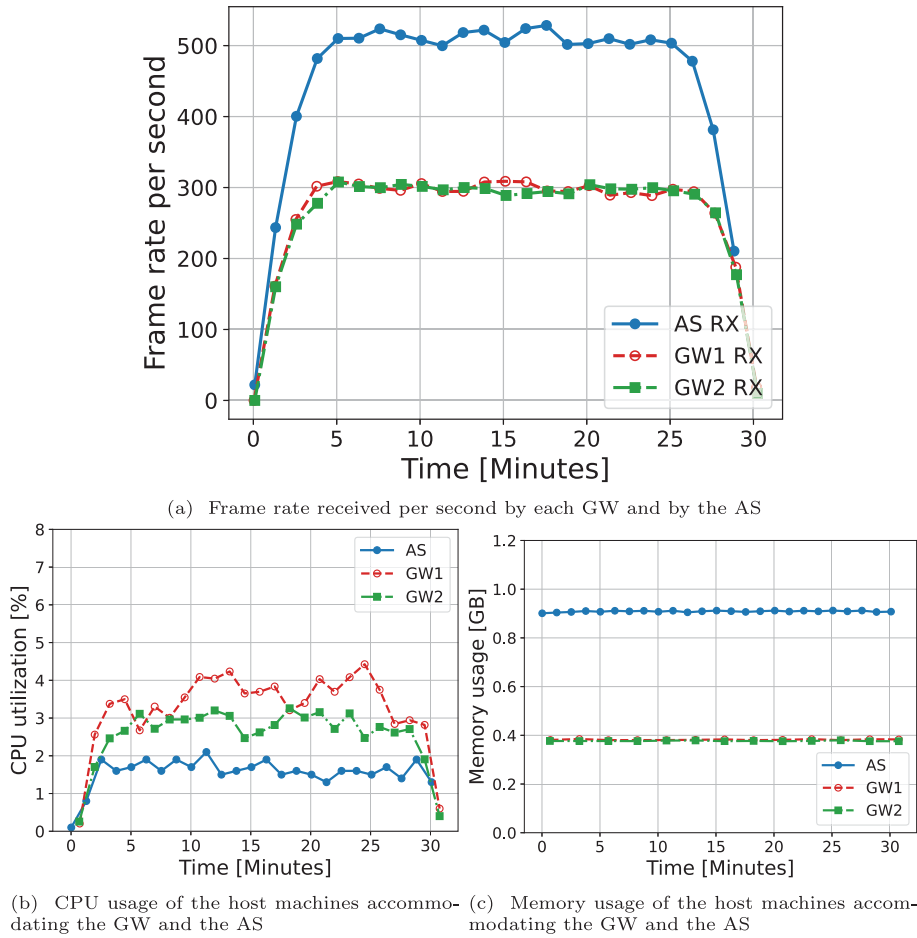 Frame rate per second
500
400
300
200
100
0
AS RX
GW1 RX
GW2 RX
0 5 10 15 20 25 30
Time [Minutes]
(a) Frame rate received per second by each GW and by the AS
CPU utilization [%]
8
7
6
5
4
3
2
1
0
AS
GW1
GW2
0 5 10 15 20 25 30
Time [Minutes]
(b) CPU usage of the host machines accommo-
dating the GW and the AS
Memory usage [GB]
1.2
1.0
0.8
0.6
0.4
0.2
0.0
AS
GW1
GW2
0 5 10 15 20 25 30
Time [Minutes]
(c) Memory usage of the host machines accom-
modating the GW and the AS